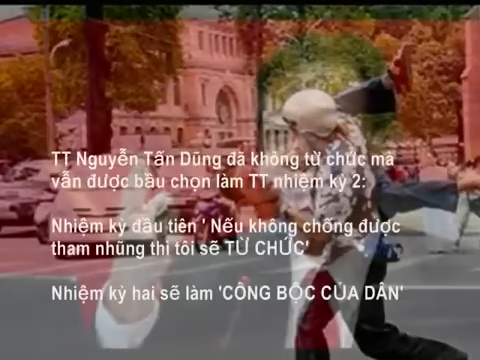 TT Nguyễn Tấn Dũng đã không từ chức mà
vẫn được bầu chọn làm TT nhiệm kỳ 2:
Nhiệm kỳ đầu tiên ' Nếu không chống được
tham nhũng thì tôi sẽ TỪ CHỨC'
Nhiệm kỳ hai sẽ làm 'CÔNG BỘC CỦA DÂN'